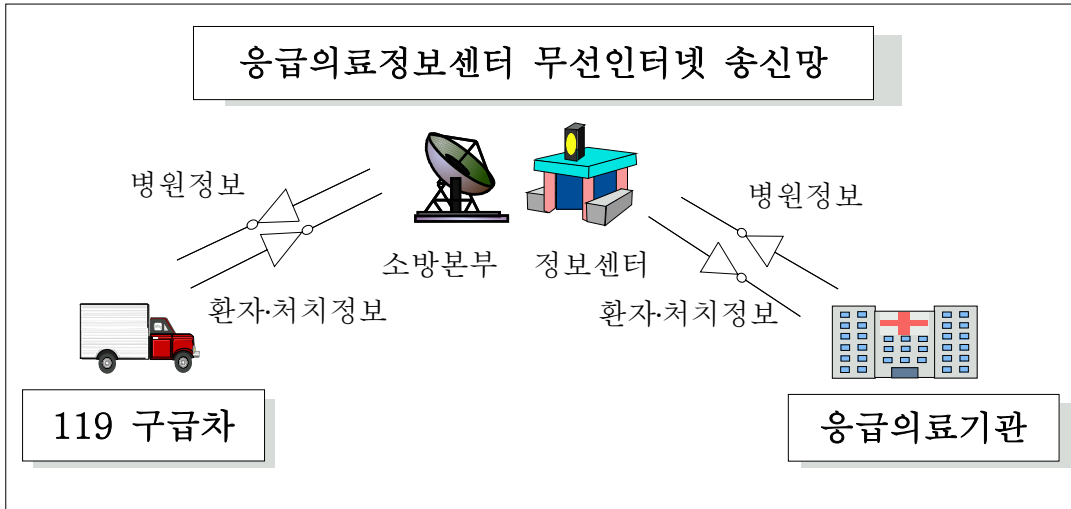 응급의료정보센터 무선인터넷 송신망
병원정보
병원정보
소방본부
정보센터
환자·처치정보
환자·처치정보
119 구급차
응급의료기관